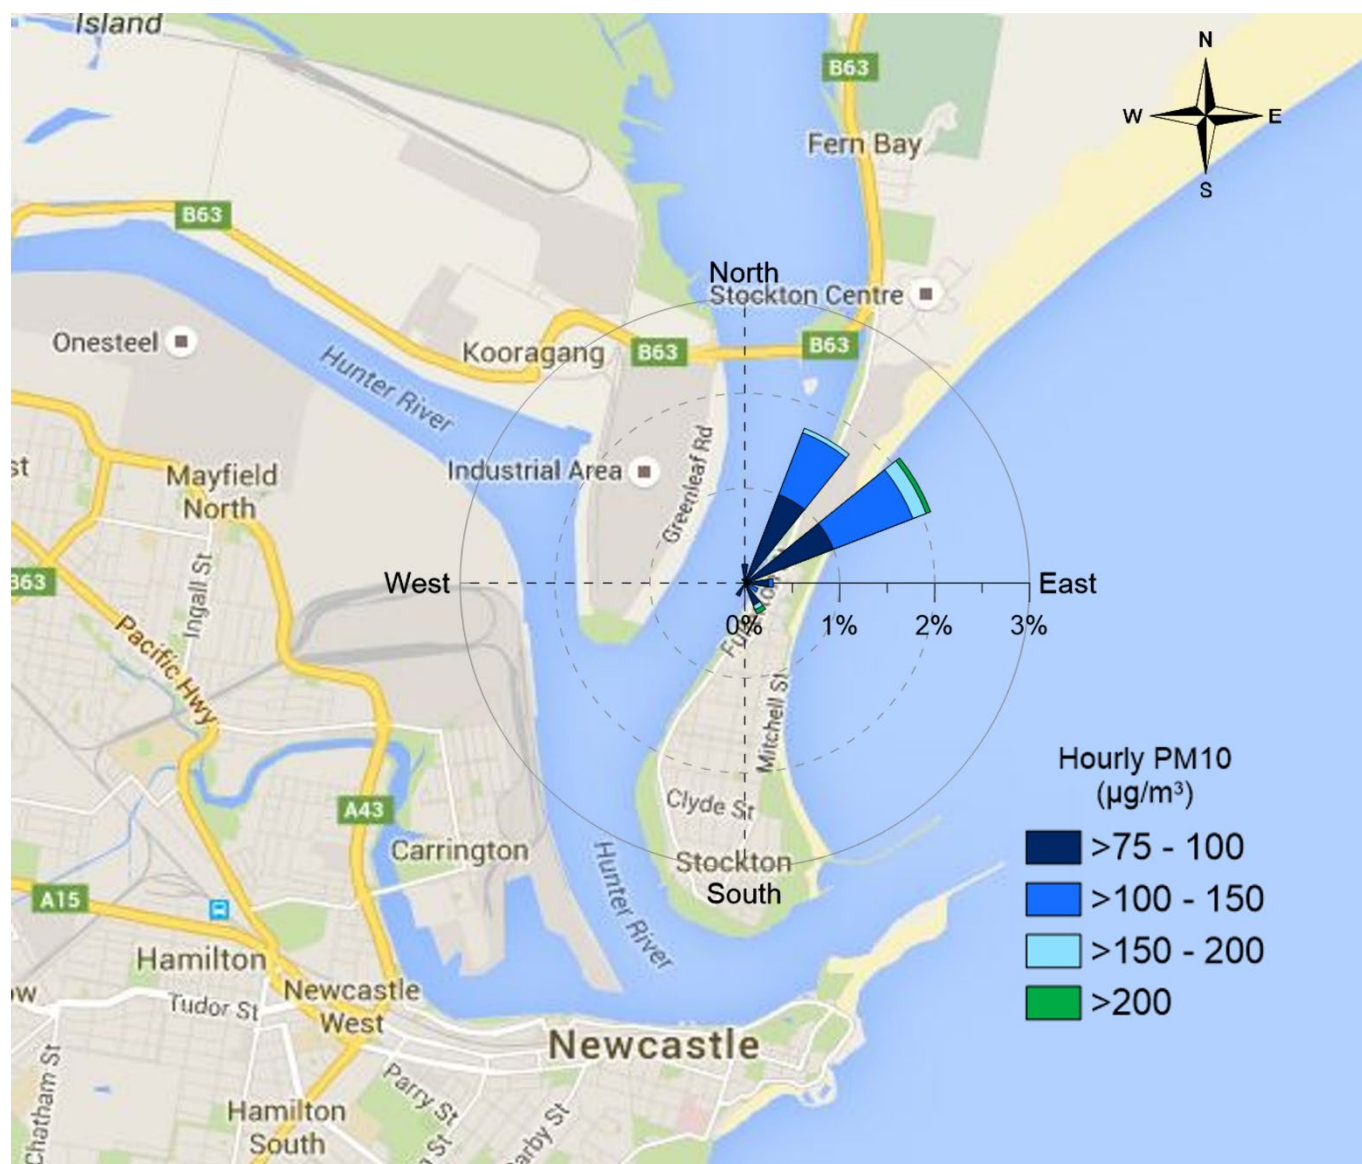 Island
N
W
E
S
B63
Fern Bay
B63
North
Stockton Centre
Onesteel
Hunter River
Kooragang
B63
B63
st
Mayfield
North
Industrial Area
Greenleaf Rd
Ingall St
B63
West
East
0%
1%
2%
3%
Pacific Hwy
Mitchell St
Hourly PM10
(µg/m³)
>75 - 100
>100 - 150
>150 - 200
>200
A43
Clyde St
Carrington
Stockton
South
Hunter River
A15
Hamilton
Tudor St
Newcastle
West
Newcastle
Chatham St
Parry St
Hamilton
South
St